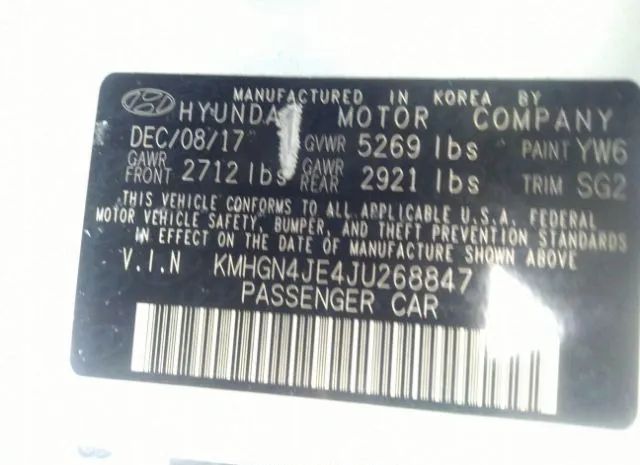 MANUFACTURED IN KOREA BY
HYUNDAI MOTOR COMPANY
DEC/08/17 GVWR 5269 lbs PAINT YW6
GAWR FRONT 2712 lbs GAWR REAR 2921 lbs TRIM SG2
THIS VEHICLE CONFORMS TO ALL APPLICABLE U.S.A. FEDERAL
MOTOR VEHICLE SAFETY, BUMPER, AND THEFT PREVENTION STANDARDS
IN EFFECT ON THE DATE OF MANUFACTURE SHOWN ABOVE
V.I.N KMHGN4JE4JU268847
PASSENGER CAR